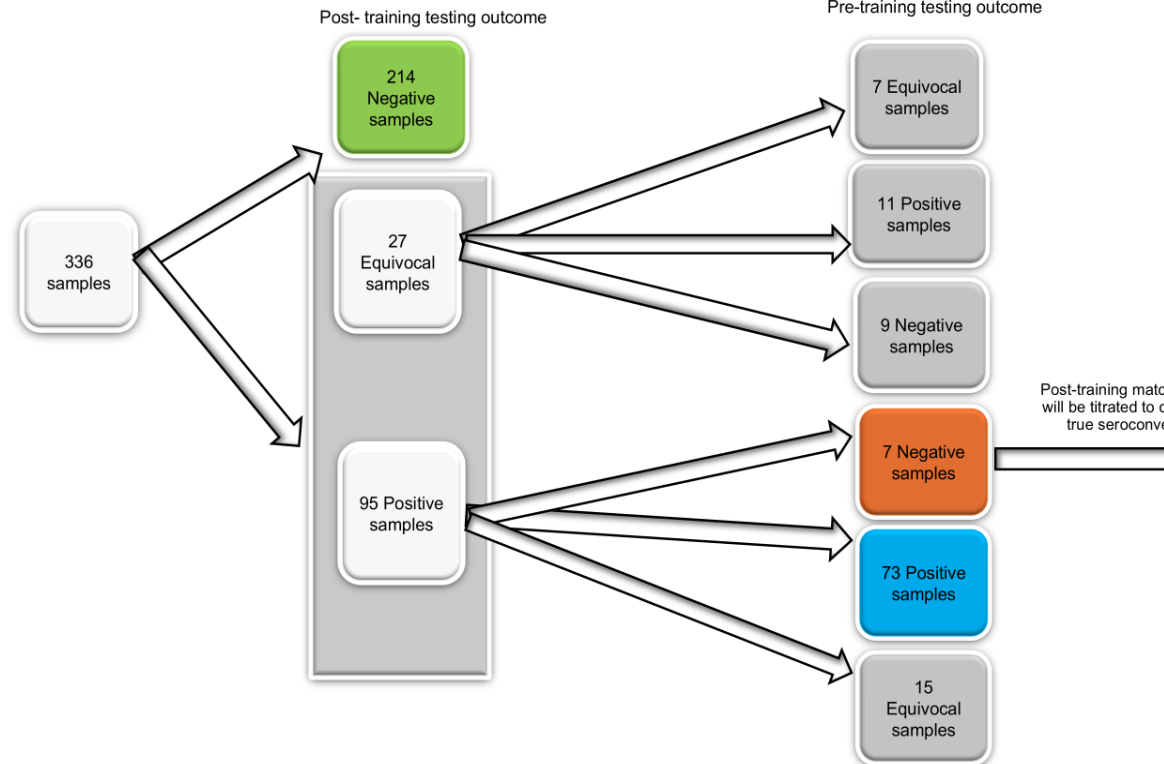 Post- training testing outcome
Pre-training testing outcome
336
samples
214
Negative
samples
27
Equivocal
samples
95 Positive
samples
7 Equivocal
samples
11 Positive
samples
9 Negative
samples
7 Negative
samples
73 Positive
samples
15
Equivocal
samples
Post-training
will be titrated to
true